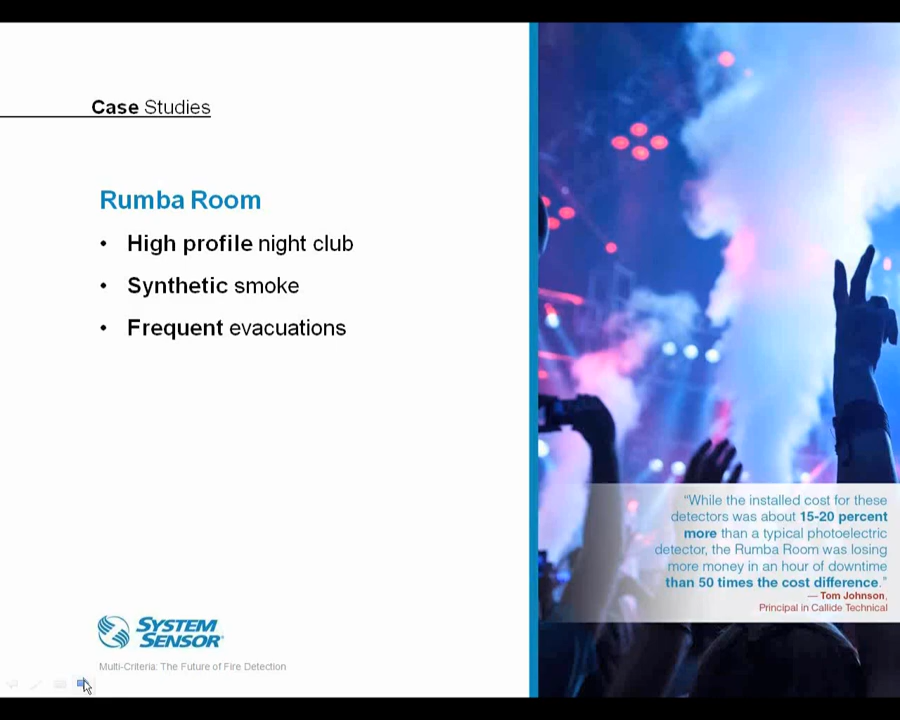 Case Studies
Rumba Room
• High profile night club
• Synthetic smoke
• Frequent evacuations
"While the installed cost for these
detectors was about 15-20 percent
more than a typical photoelectric
detector, the Rumba Room was losing
more money in an hour of downtime
than 50 times the cost difference."
— Tom Johnson,
Principal in Callide Technical
SYSTEM
SENSOR
Multi-Criteria: The Future of Fire Detection